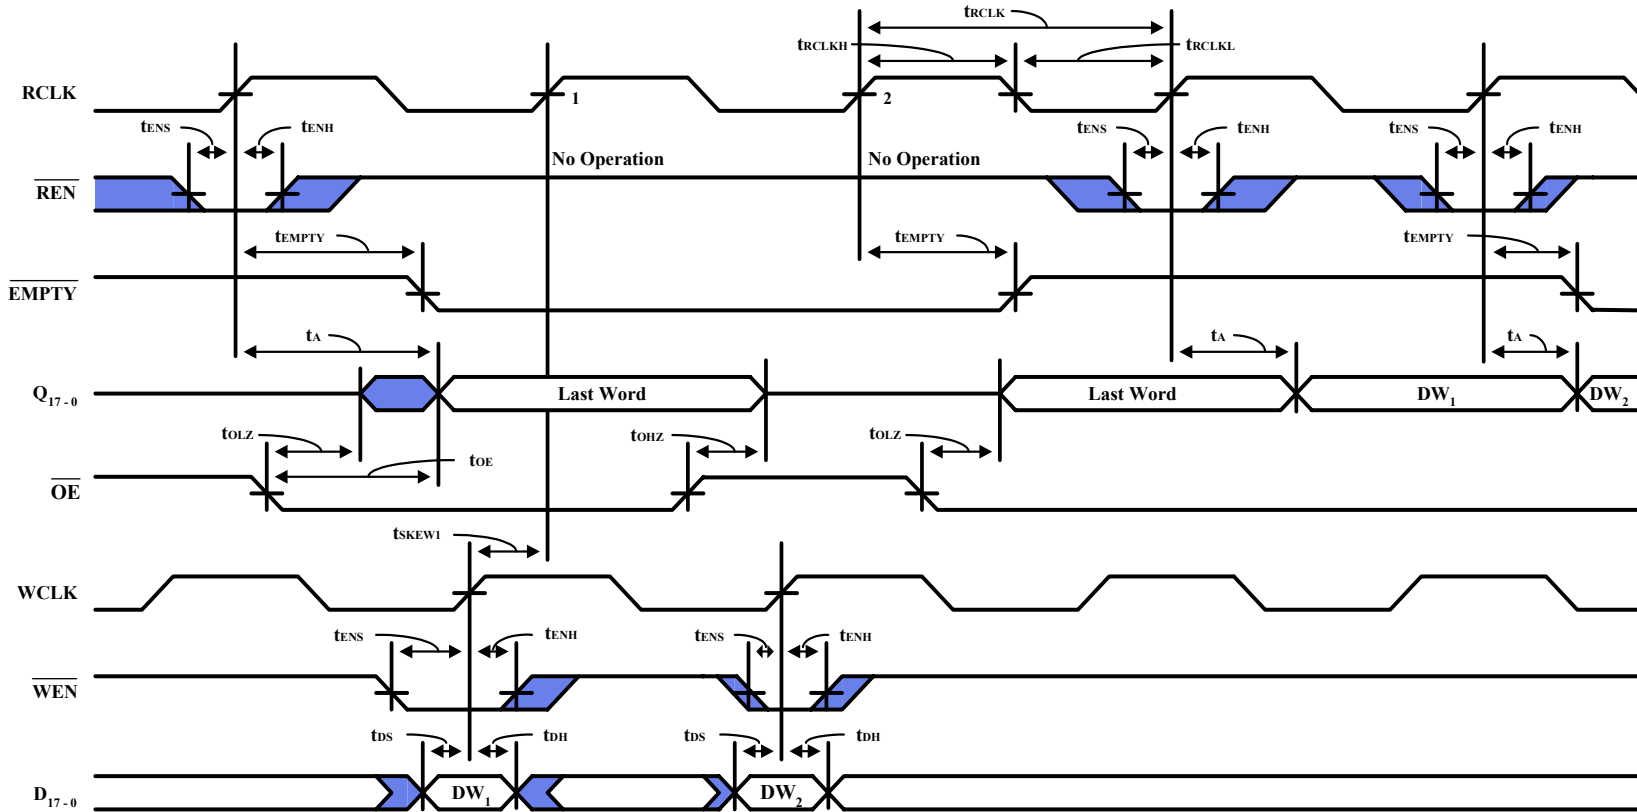 tRCLK
tRCLKH
tRCLKL
RCLK
1
2
tENS
tENH
tENS
tENH
tENS
tENH
No Operation
No Operation
REN
tEMPTY
tEMPTY
tEMPTY
EMPTY
tA
tA
tA
Q17 - 0
Last Word
Last Word
DW1
DW2
tOLZ
tOE
tOHZ
tOLZ
OE
tSKEW1
WCLK
tENS
tENH
tENS
tENH
WEN
tDS
tDH
tDS
tDH
D17 - 0
DW1
DW2